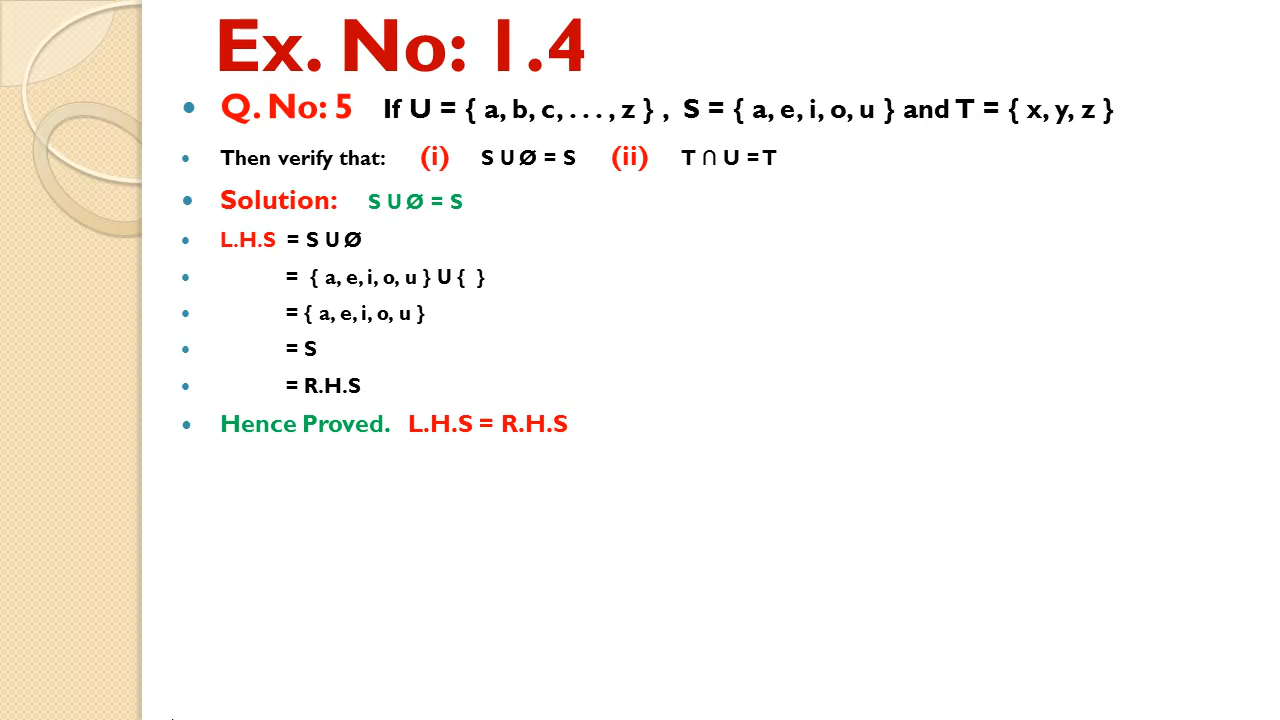 Ex. No: 1.4
Q. No: 5 If U = { a, b, c, . . . , z } , S = { a, e, i, o, u } and T = { x, y, z }
Then verify that: (i) S U Ø = S (ii) T ∩ U = T
Solution: S U Ø = S
L.H.S = S U Ø
= { a, e, i, o, u } U { }
= { a, e, i, o, u }
= S
= R.H.S
Hence Proved. L.H.S = R.H.S